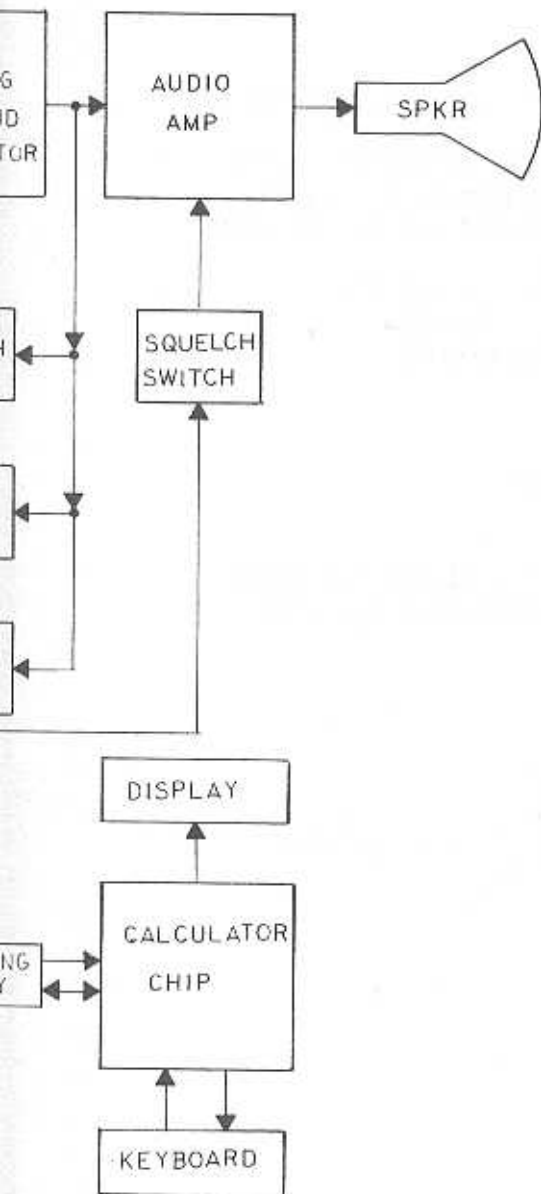 AUDIO
AMP
SPKR
SQUELCH
SWITCH
DISPLAY
CALCULATOR
CHIP
KEYBOARD